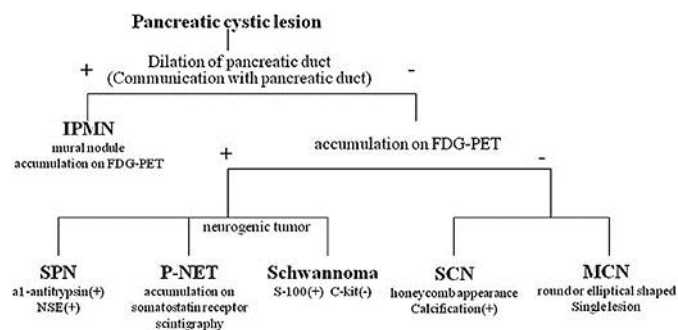 Pancreatic cystic lesion
Dilation of pancreatic duct
+ (Communication with pancreatic duct) -
IPMN
mural nodule
accumulation on FDG-PET
accumulation on FDG-PET
+ -
neurogenic tumor
SPN
a1-antitrypsin(+)
NSE(+)
P-NET
accumulation on
somatostatin receptor
scintigraphy
Schwannoma
S-100(+) C-kit(-)
SCN
honeycomb appearance
Calcification(+)
MCN
round or elliptical shaped
Single lesion